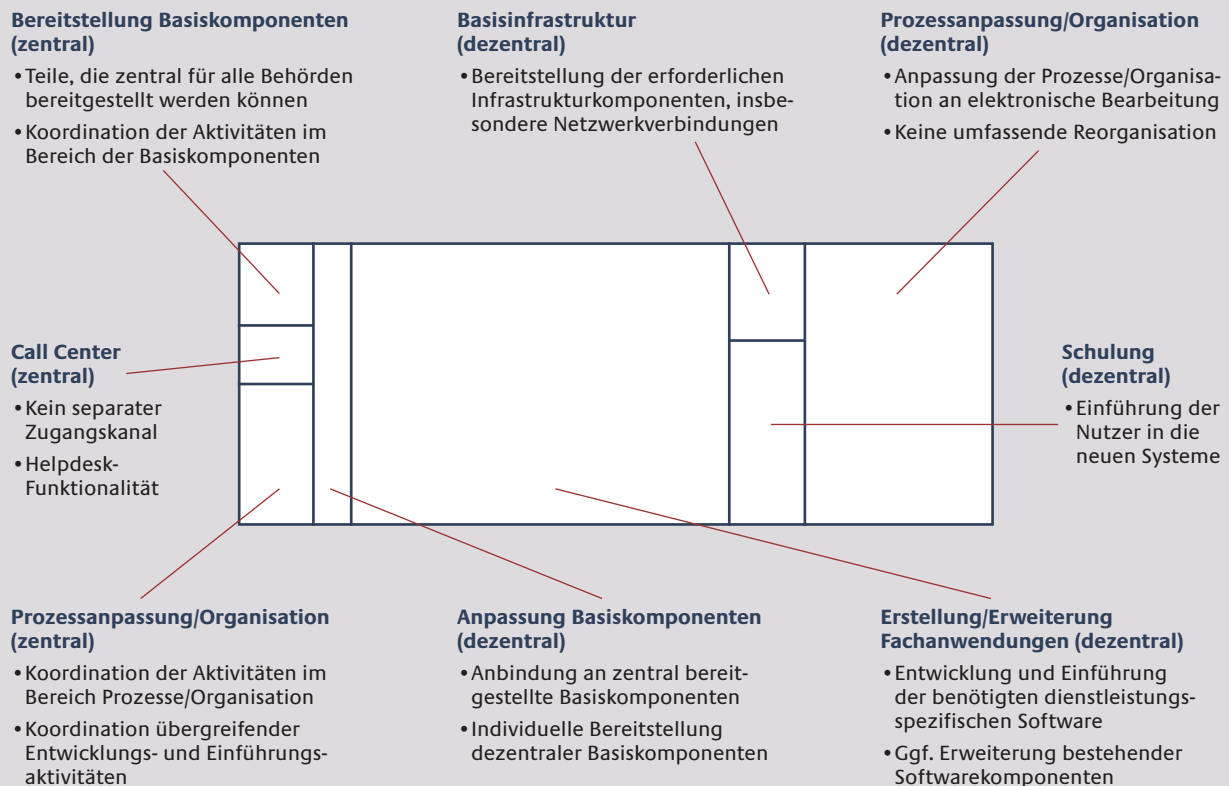 Bereitstellung Basiskomponenten
(zentral)
• Teile, die zentral für alle Behörden
bereitgestellt werden können
• Koordination der Aktivitäten im
Bereich der Basiskomponenten
Basisinfrastruktur
(dezentral)
• Bereitstellung der erforderlichen
Infrastrukturkomponenten, insbe-
sondere Netzwerkverbindungen
Prozessanpassung/Organisation
(dezentral)
• Anpassung der Prozesse/Organisa-
tion an elektronische Bearbeitung
• Keine umfassende Reorganisation
Call Center
(zentral)
• Kein separater
Zugangskanal
• Helpdesk-
Funktionalität
Schulung
(dezentral)
• Einführung der
Nutzer in die
neuen Systeme
Prozessanpassung/Organisation
(zentral)
• Koordination der Aktivitäten im
Bereich Prozesse/Organisation
• Koordination übergreifender
Entwicklungs- und Einführungs-
aktivitäten
Anpassung Basiskomponenten
(dezentral)
• Anbindung an zentral bereit-
gestellte Basiskomponenten
• Individuelle Bereitstellung
dezentraler Basiskomponenten
Erstellung/Erweiterung
Fachanwendungen (dezentral)
• Entwicklung und Einführung
der benötigten dienstleistungs-
spezifischen Software
• Ggf. Erweiterung bestehender
Softwarekomponenten